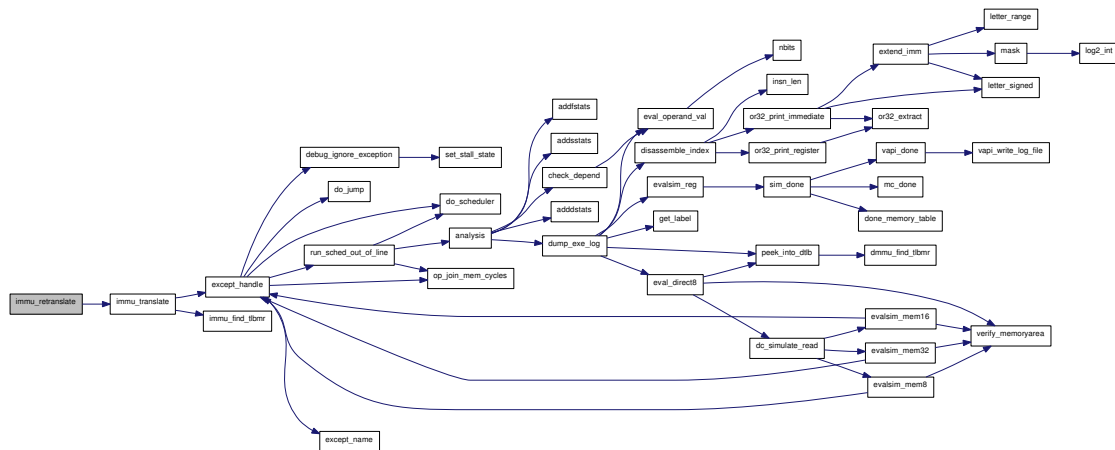 letter_range
extend_imm
mask
log2_int
nbits
letter_signed
insn_len
addfstats
eval_operand_val
or32_print_immediate
or32_extract
addsstats
debug_ignore_exception
set_stall_state
disassemble_index
or32_print_register
vapi_done
vapi_write_log_file
check_depend
do_jump
evalsim_reg
sim_done
mc_done
do_scheduler
adddstats
get_label
done_memory_table
analysis
dump_exe_log
run_sched_out_of_line
peek_into_dtlb
dmmu_find_tlbmr
op_join_mem_cycles
except_handle
eval_direct8
immu_retranslate
immu_translate
immu_find_tlbmr
evalsim_mem16
verify_memoryarea
dc_simulate_read
evalsim_mem32
evalsim_mem8
except_name